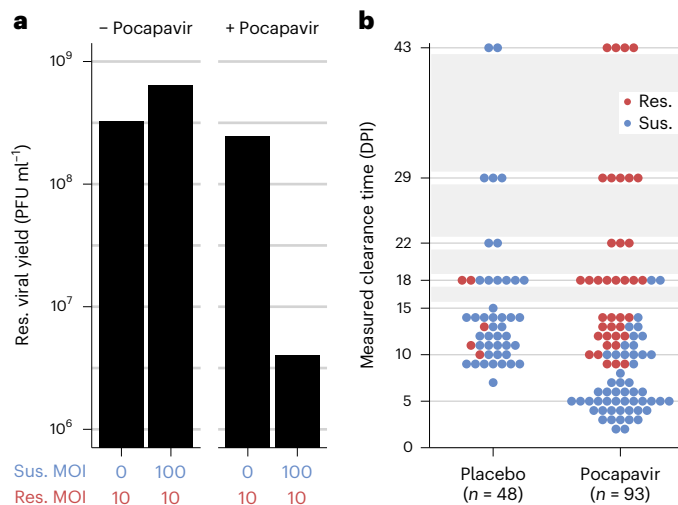 a
– Pocapavir
+ Pocapavir
Res. viral yield (PFU ml⁻¹)
10⁹
10⁸
10⁷
10⁶
Sus. MOI 0 100 0 100
Res. MOI 10 10 10 10
b
Measured clearance time (DPI)
43
29
22
18
15
10
5
0
Res.
Sus.
Placebo
(n = 48)
Pocapavir
(n = 93)